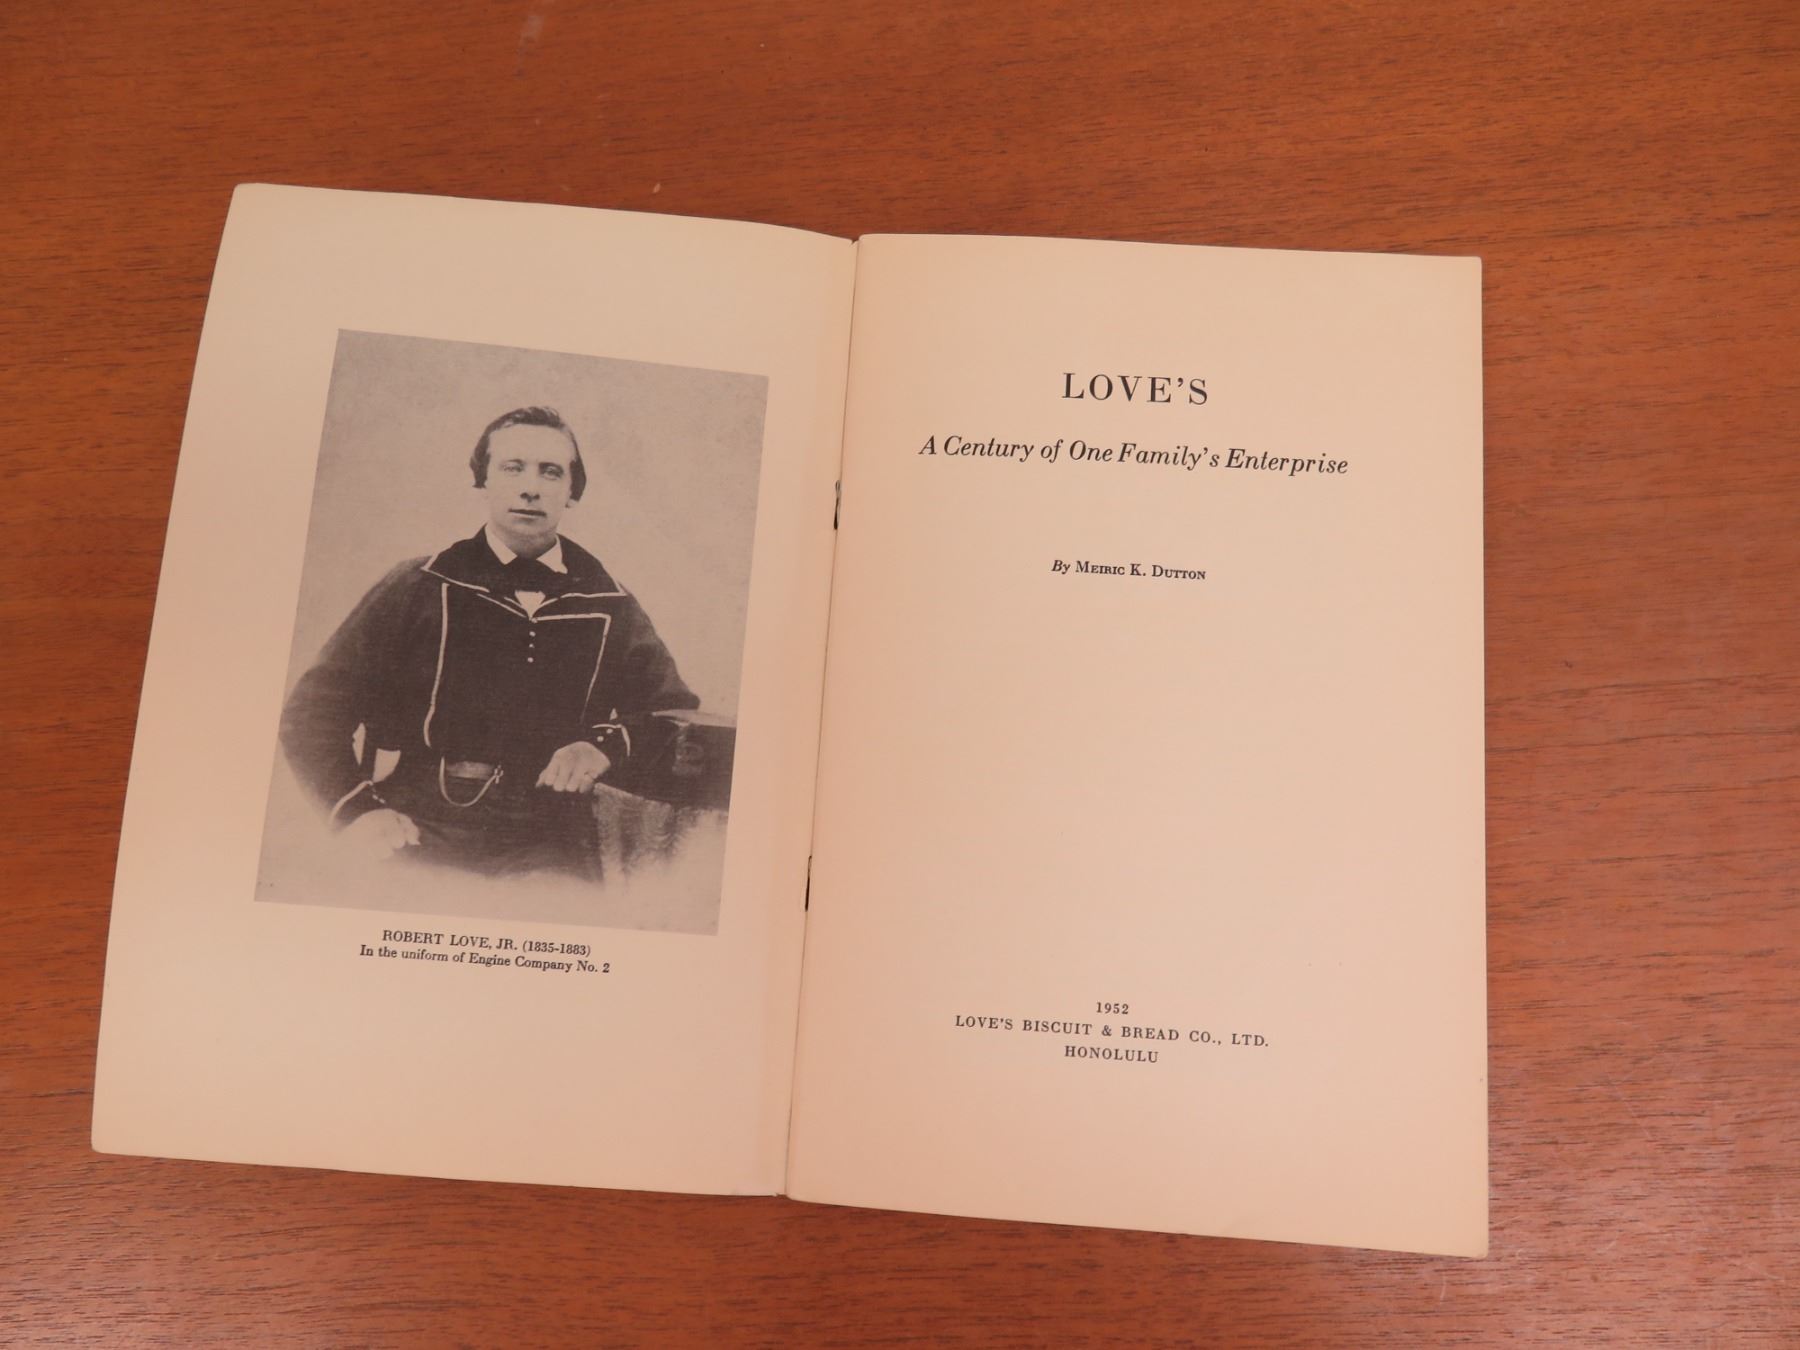 ROBERT LOVE, JR. (1835-1883)
In the uniform of Engine Company No. 2
LOVE'S
A Century of One Family's Enterprise
By MEIRIC K. DUTTON
1952
LOVE'S BISCUIT & BREAD CO., LTD.
HONOLULU